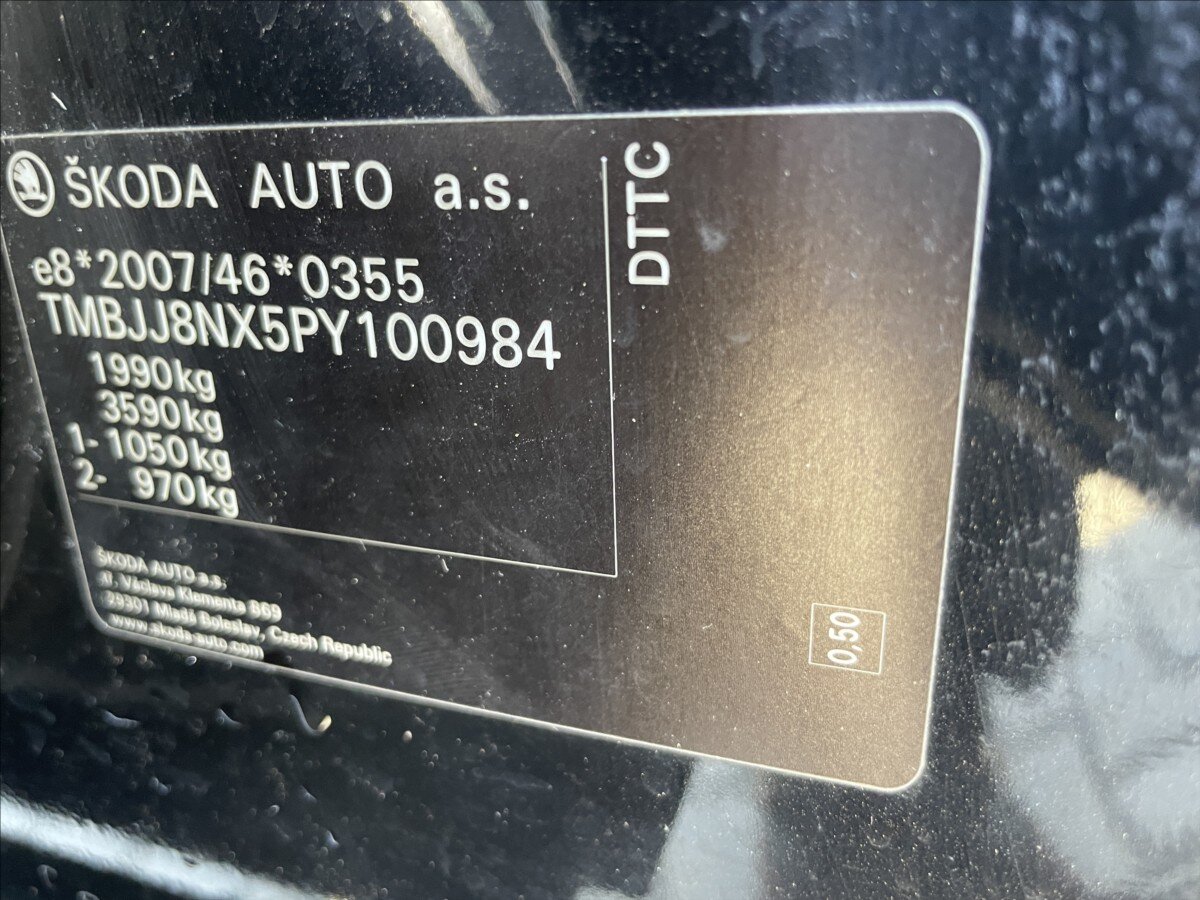 ŠKODA AUTO a.s.
e8*2007/46*0355
TMBJJ8NX5PY100984
1990kg
3590kg
1- 1050kg
2- 970kg
DTTC
ŠKODA AUTO a.s.
tř. Václava Klementa 869
29301 Mladá Boleslav, Czech Republic
www.skoda-auto.com
0,50